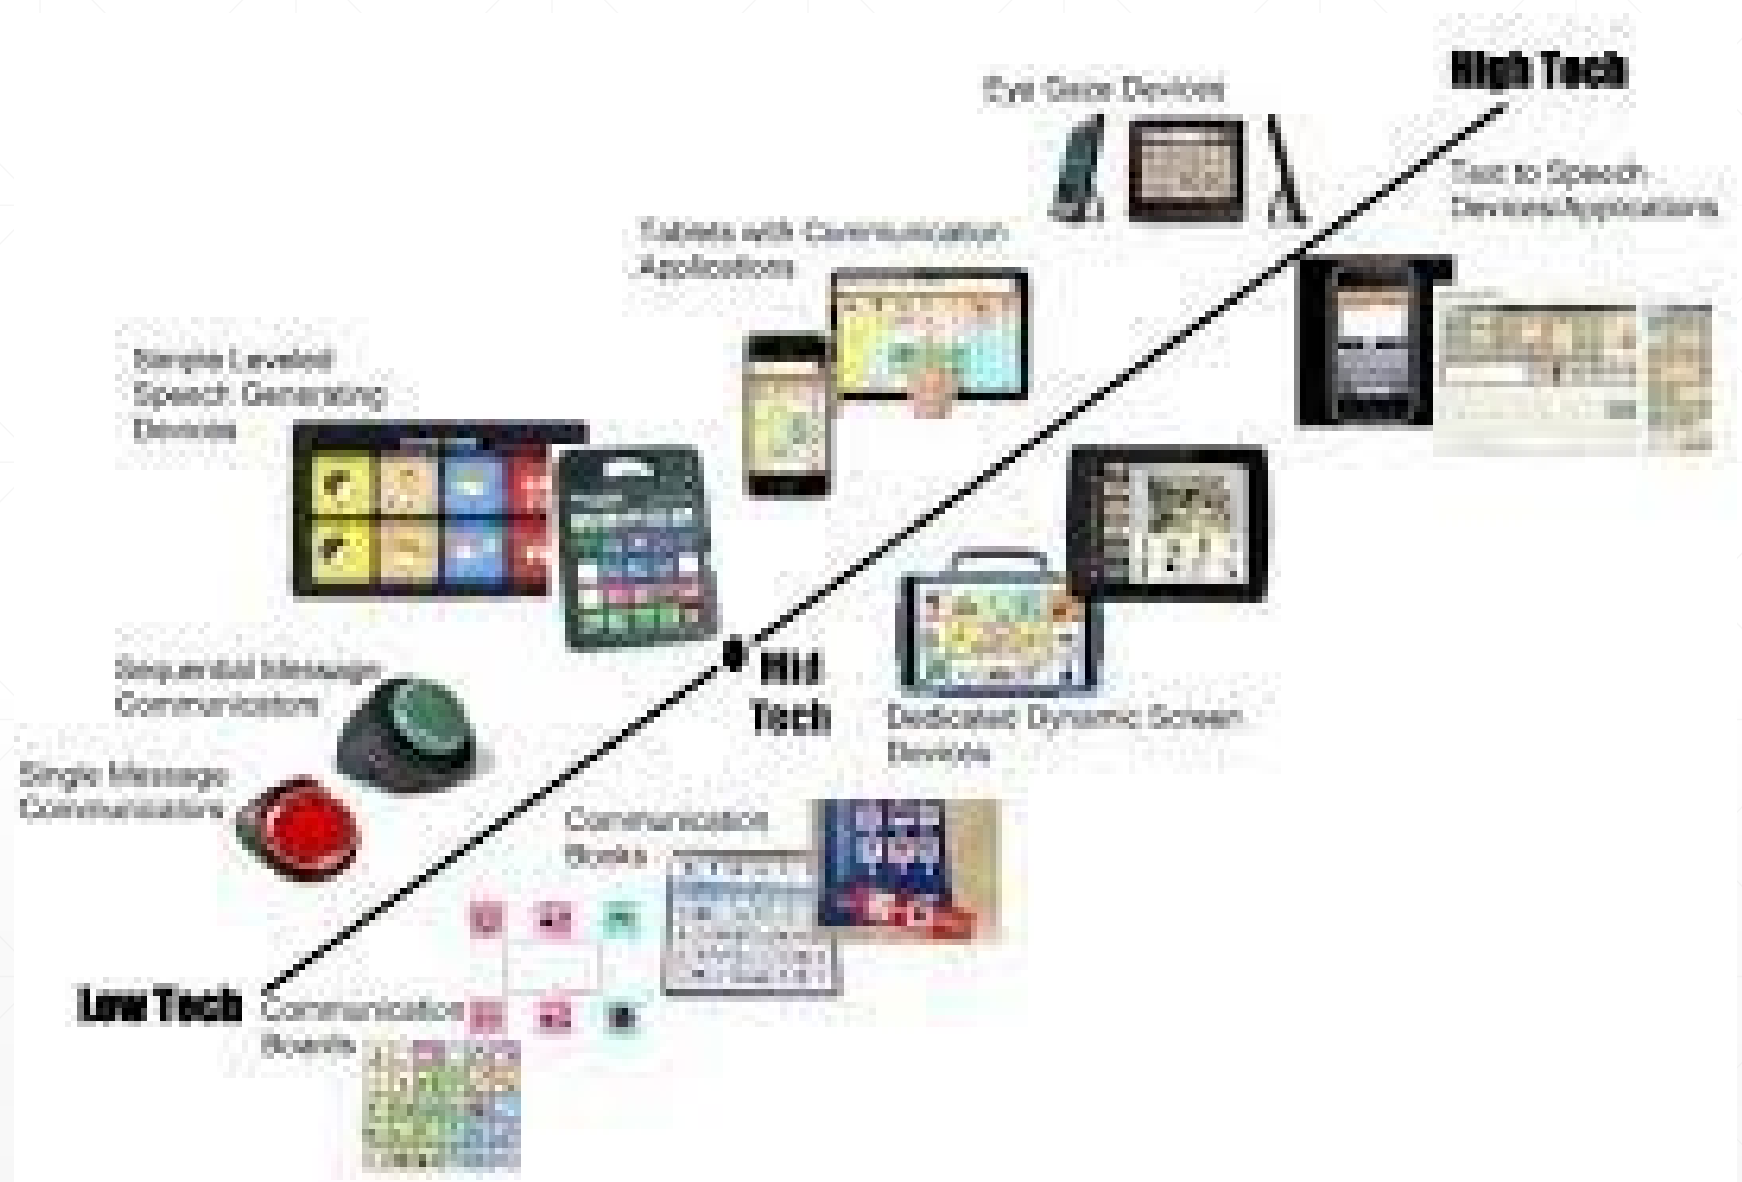 High Tech
Eye Gaze Devices
Text to Speech
Devices/Applications
Tablets with Communication
Applications
Simple Leveled
Speech Generating
Devices
Mid
Tech
Sequential Message
Communicators
Dedicated Dynamic Screen
Devices
Single Message
Communicators
Communication
Books
Low Tech
Communication
Boards